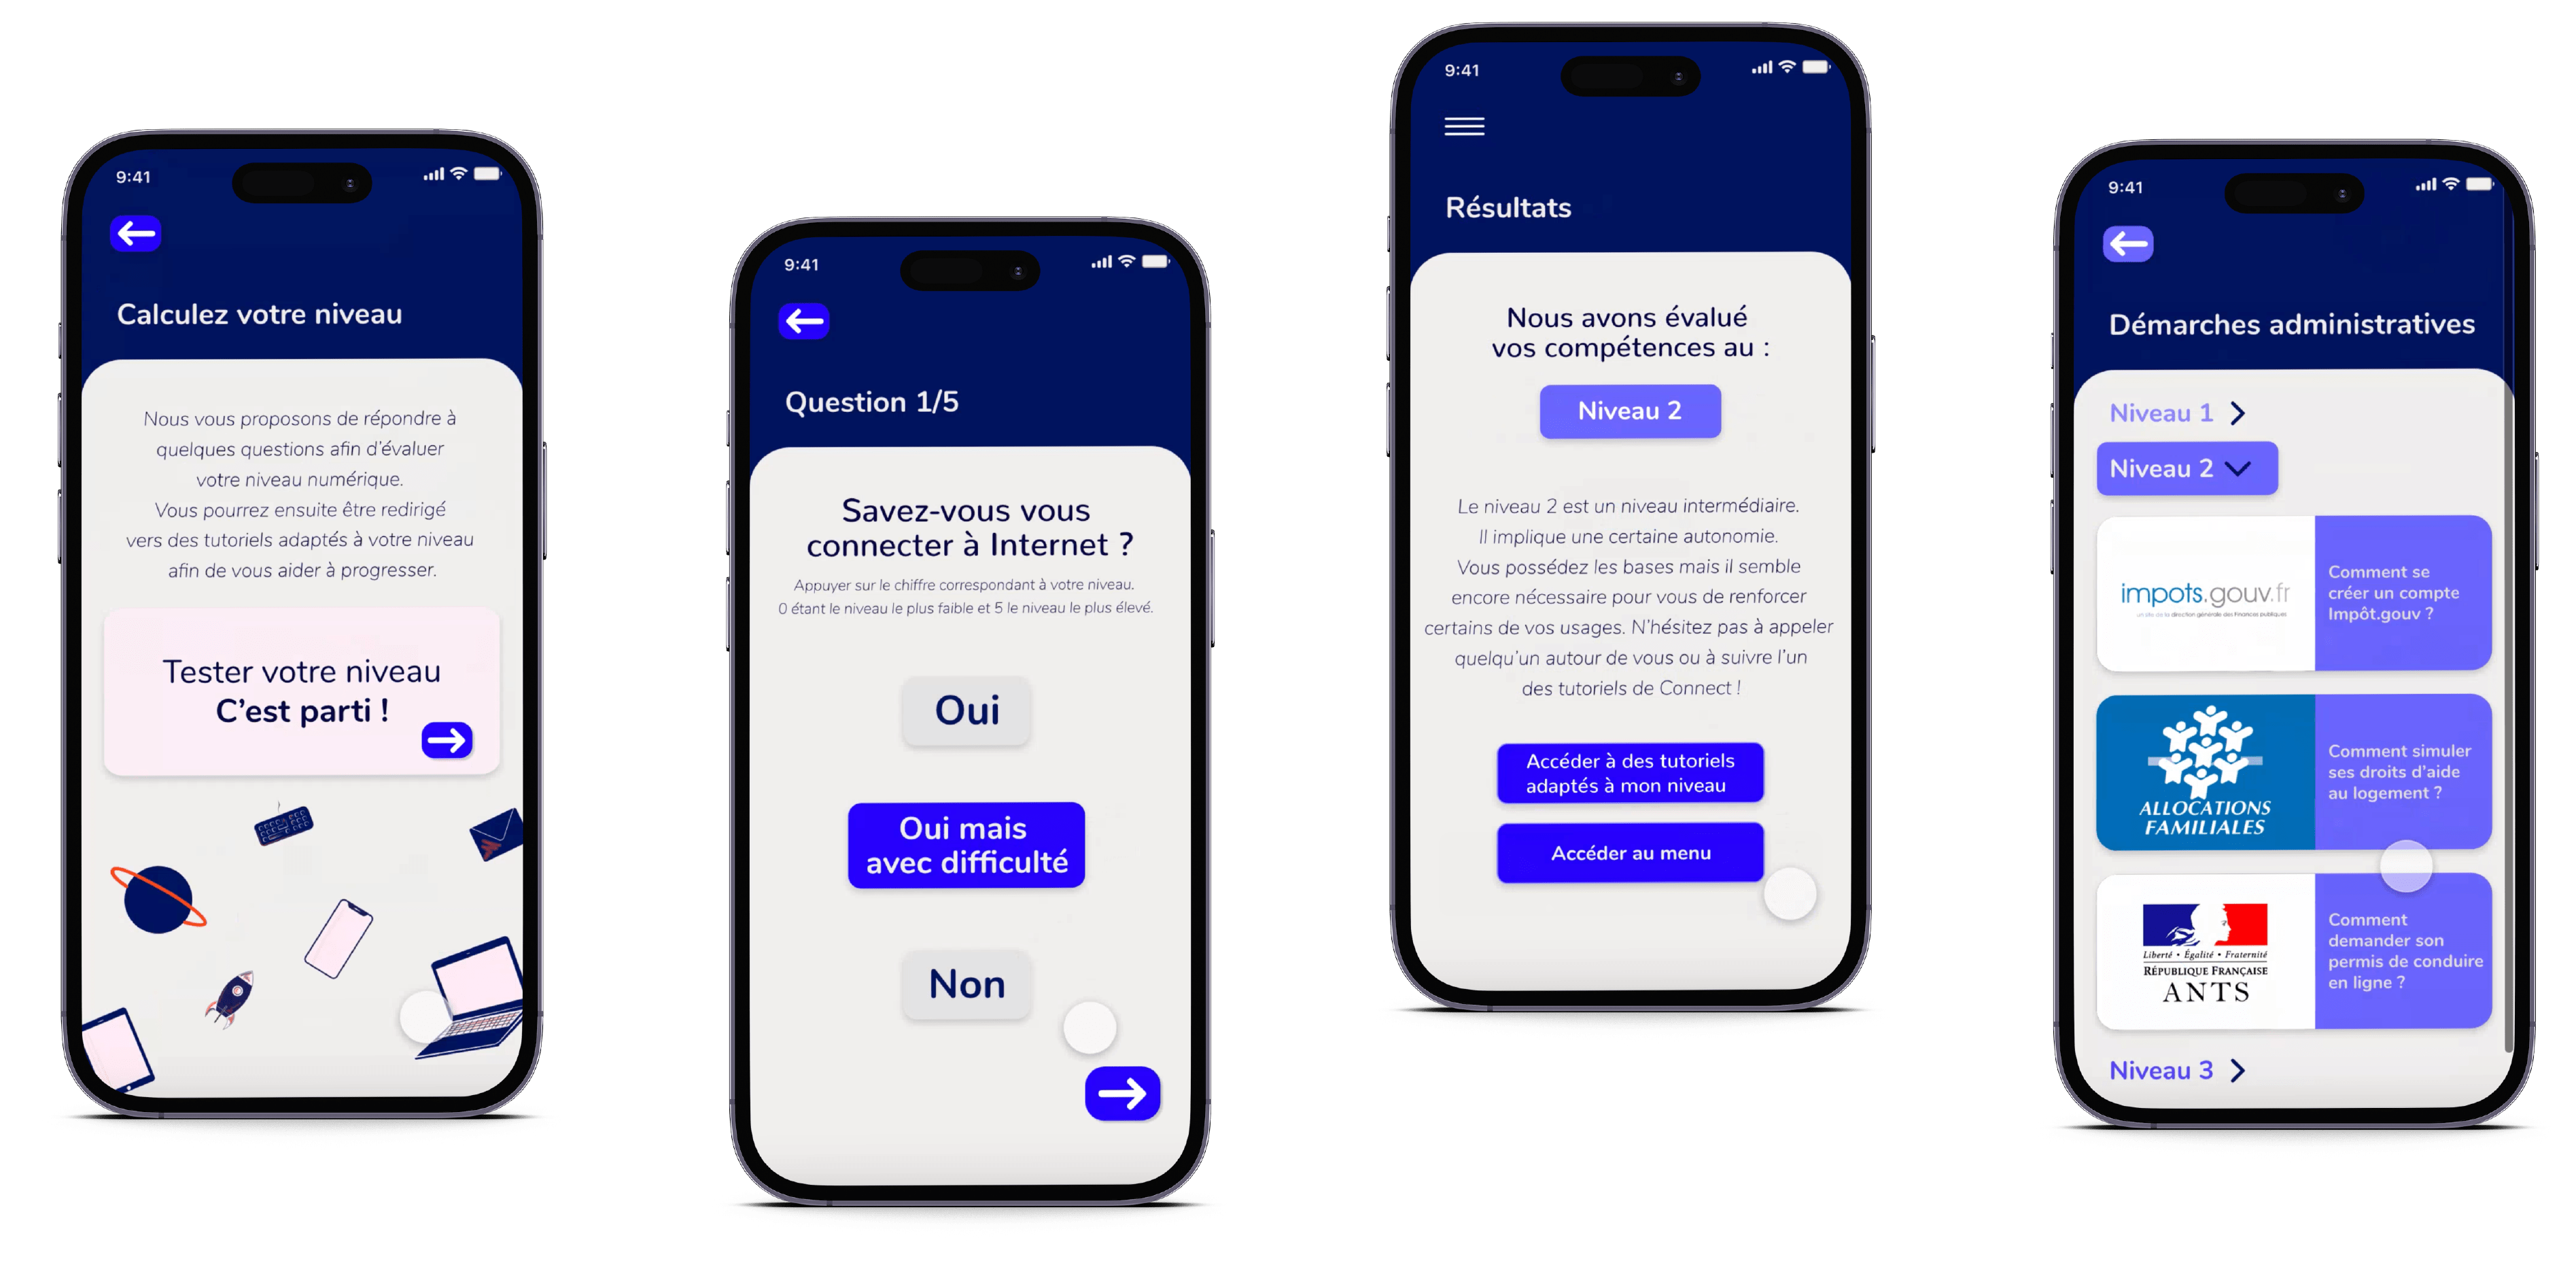 9:41
Calculez votre niveau
Nous vous proposons de répondre à
quelques questions afin d'évaluer
votre niveau numérique.
Vous pourrez ensuite être redirigé
vers des tutoriels adaptés à votre niveau
afin de vous aider à progresser.
Tester votre niveau
C'est parti !
9:41
Question 1/5
Savez-vous vous
connecter à Internet ?
Appuyer sur le chiffre correspondant à votre niveau.
0 étant le niveau le plus faible et 5 le niveau le plus élevé.
Oui
Oui mais
avec difficulté
Non
9:41
Résultats
Nous avons évalué
vos compétences au :
Niveau 2
Le niveau 2 est un niveau intermédiaire.
Il implique une certaine autonomie.
Vous possédez les bases mais il semble
encore nécessaire pour vous de renforcer
certains de vos usages. N'hésitez pas à appeler
quelqu'un autour de vous ou à suivre l'un
des tutoriels de Connect !
Accéder à des tutoriels
adaptés à mon niveau
Accéder au menu
9:41
Démarches administratives
Niveau 1
Niveau 2
impots.gouv.fr
un site de la direction générale des Finances publiques
Comment se
créer un compte
Impôt.gouv ?
ALLOCATIONS
FAMILIALES
Comment simuler
ses droits d'aide
au logement ?
Liberté • Égalité • Fraternité
RÉPUBLIQUE FRANÇAISE
ANTS
Comment
demander son
permis de conduire
en ligne ?
Niveau 3